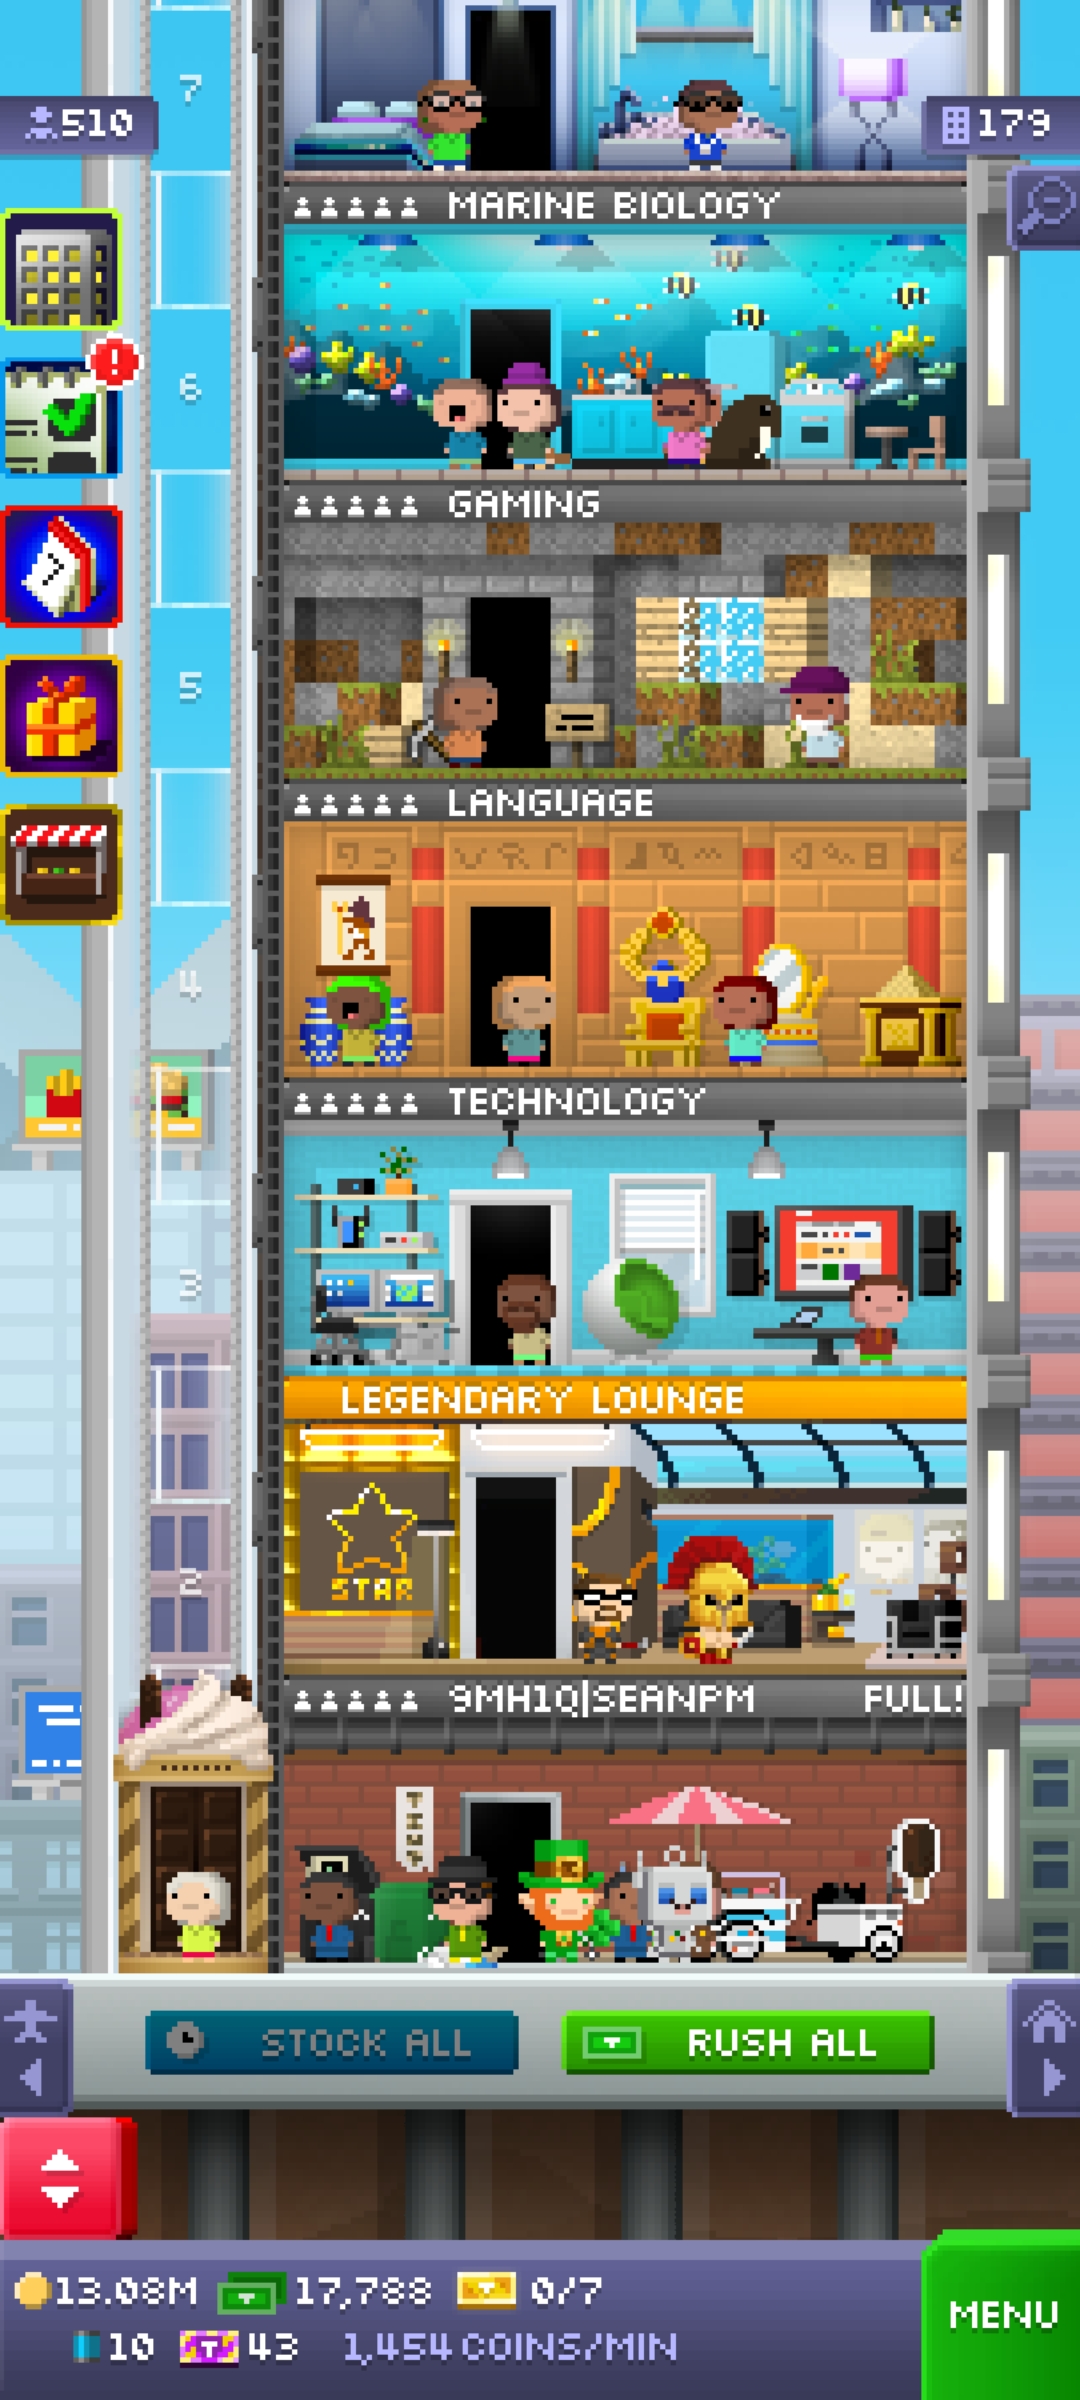 7
510
179
MARINE BIOLOGY
6
GAMING
5
LANGUAGE
4
TECHNOLOGY
3
LEGENDARY LOUNGE
STAR
2
9MH1Q|SEANPM FULL!
TINY
STOCK ALL
RUSH ALL
13.08M 17,788 0/7
MENU
10 43 1,454 COINS/MIN